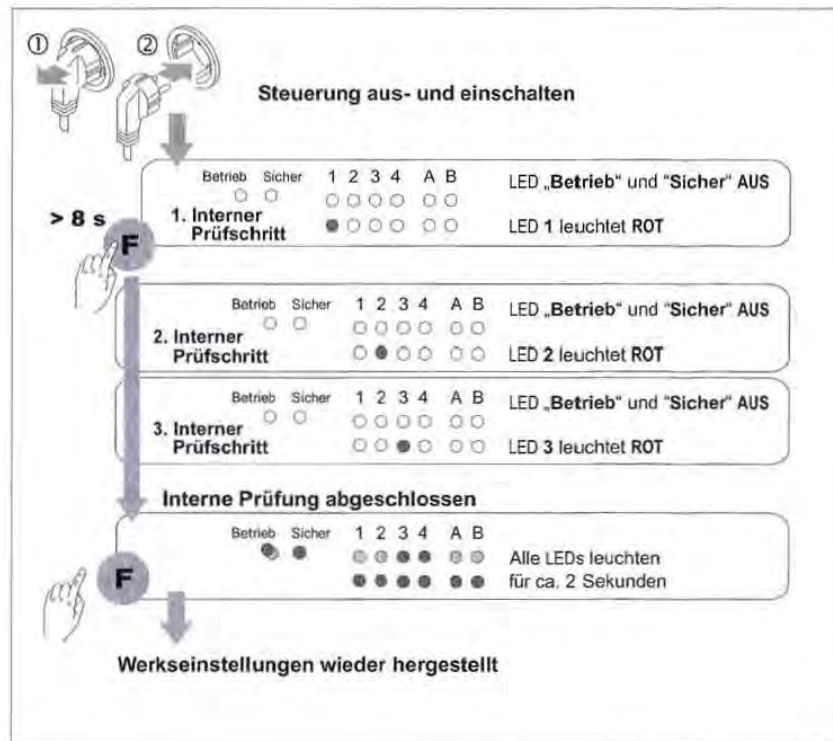 ① ②
Steuerung aus- und einschalten
Betrieb Sicher 1 2 3 4 A B LED „Betrieb“ und “Sicher“ AUS
> 8 s
F
1. Interner
Prüfschritt
LED 1 leuchtet ROT
Betrieb Sicher 1 2 3 4 A B LED „Betrieb“ und “Sicher“ AUS
2. Interner
Prüfschritt
LED 2 leuchtet ROT
Betrieb Sicher 1 2 3 4 A B LED „Betrieb“ und “Sicher“ AUS
3. Interner
Prüfschritt
LED 3 leuchtet ROT
Interne Prüfung abgeschlossen
Betrieb Sicher 1 2 3 4 A B
Alle LEDs leuchten
für ca. 2 Sekunden
F
Werkseinstellungen wieder hergestellt